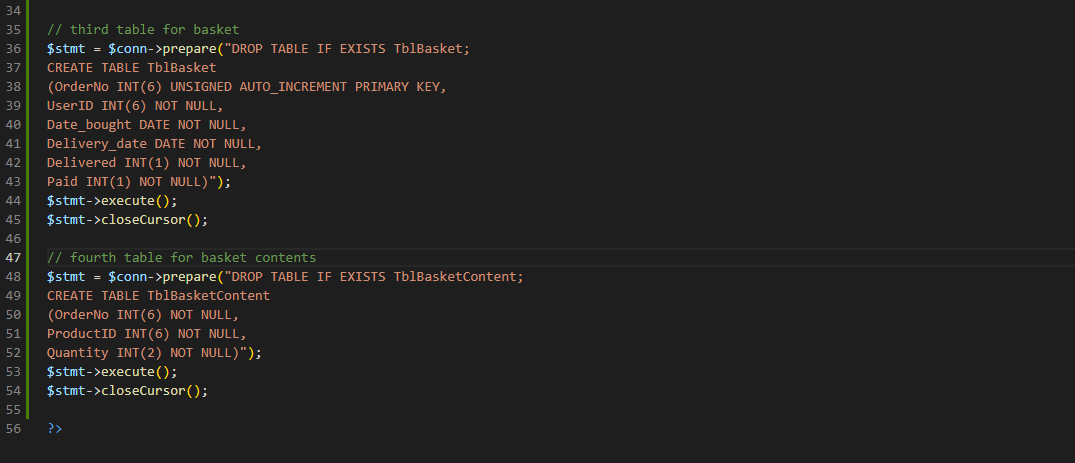 34
35 // third table for basket
36 $stmt = $conn->prepare("DROP TABLE IF EXISTS TblBasket;
37 CREATE TABLE TblBasket
38 (OrderNo INT(6) UNSIGNED AUTO_INCREMENT PRIMARY KEY,
39 UserID INT(6) NOT NULL,
40 Date_bought DATE NOT NULL,
41 Delivery_date DATE NOT NULL,
42 Delivered INT(1) NOT NULL,
43 Paid INT(1) NOT NULL)");
44 $stmt->execute();
45 $stmt->closeCursor();
46
47 // fourth table for basket contents
48 $stmt = $conn->prepare("DROP TABLE IF EXISTS TblBasketContent;
49 CREATE TABLE TblBasketContent
50 (OrderNo INT(6) NOT NULL,
51 ProductID INT(6) NOT NULL,
52 Quantity INT(2) NOT NULL)");
53 $stmt->execute();
54 $stmt->closeCursor();
55
56 ?>